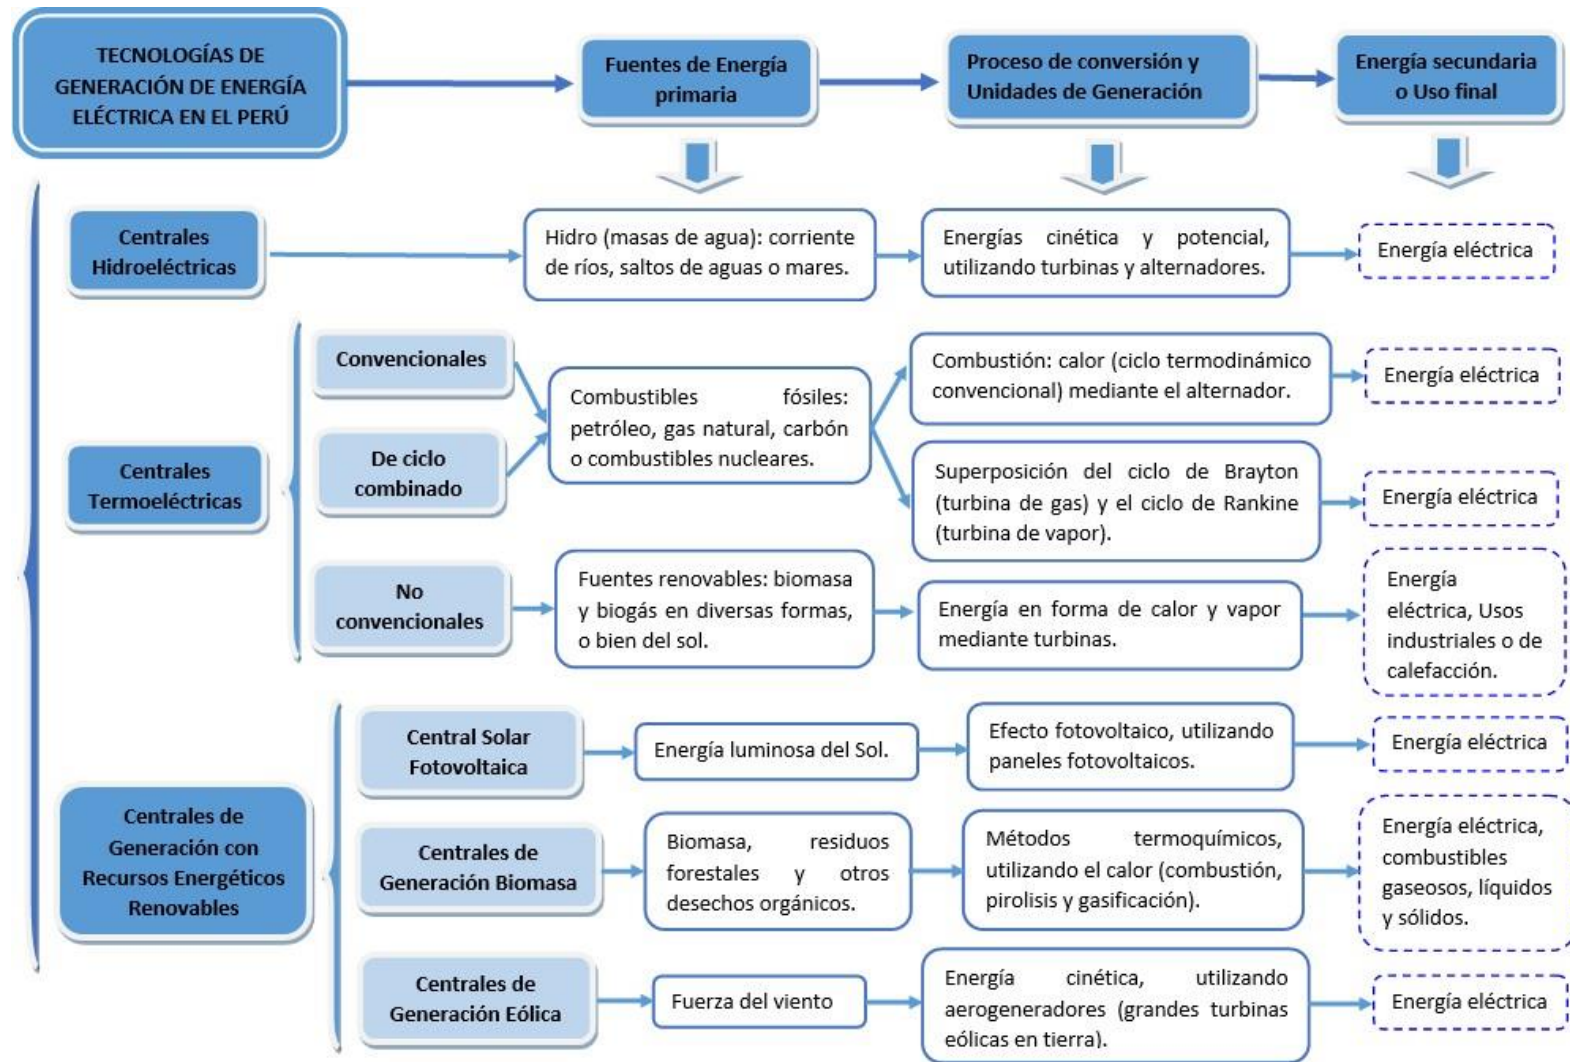 TECNOLOGÍAS DE
GENERACIÓN DE ENERGÍA
ELÉCTRICA EN EL PERÚ
Fuentes de Energía
primaria
Proceso de conversión y
Unidades de Generación
Energía secundaria
o Uso final
Centrales
Hidroeléctricas
Hidro (masas de agua): corriente
de ríos, saltos de aguas o mares.
Energías cinética y potencial,
utilizando turbinas y alternadores.
Energía eléctrica
Centrales
Termoeléctricas
Convencionales
De ciclo
combinado
Combustibles fósiles:
petróleo, gas natural, carbón
o combustibles nucleares.
Combustión: calor (ciclo termodinámico
convencional) mediante el alternador.
Energía eléctrica
Superposición del ciclo de Brayton
(turbina de gas) y el ciclo de Rankine
(turbina de vapor).
Energía eléctrica
No
convencionales
Fuentes renovables: biomasa
y biogás en diversas formas,
o bien del sol.
Energía en forma de calor y vapor
mediante turbinas.
Energía
eléctrica, Usos
industriales o de
calefacción.
Centrales de
Generación con
Recursos Energéticos
Renovables
Central Solar
Fotovoltaica
Energía luminosa del Sol.
Efecto fotovoltaico, utilizando
paneles fotovoltaicos.
Energía eléctrica
Centrales de
Generación Biomasa
Biomasa, residuos
forestales y otros
desechos orgánicos.
Métodos termoquímicos,
utilizando el calor (combustión,
pirolisis y gasificación).
Energía eléctrica,
combustibles
gaseosos, líquidos
y sólidos.
Centrales de
Generación Eólica
Fuerza del viento
Energía cinética, utilizando
aerogeneradores (grandes turbinas
eólicas en tierra).
Energía eléctrica